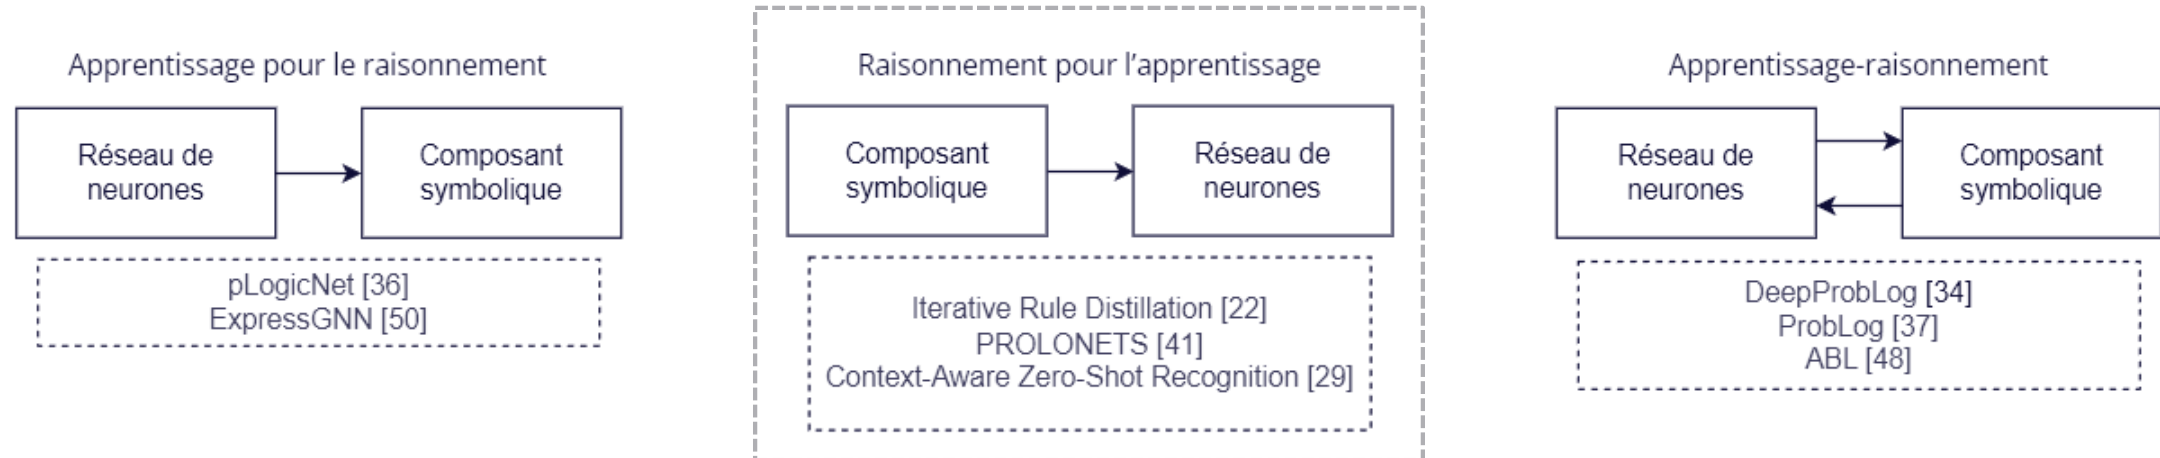 Apprentissage pour le raisonnement
Réseau de
neurones
Composant
symbolique
pLogicNet [36]
ExpressGNN [50]
Raisonnement pour l'apprentissage
Composant
symbolique
Réseau de
neurones
Iterative Rule Distillation [22]
PROLONETS [41]
Context-Aware Zero-Shot Recognition [29]
Apprentissage-raisonnement
Réseau de
neurones
Composant
symbolique
DeepProbLog [34]
ProbLog [37]
ABL [48]